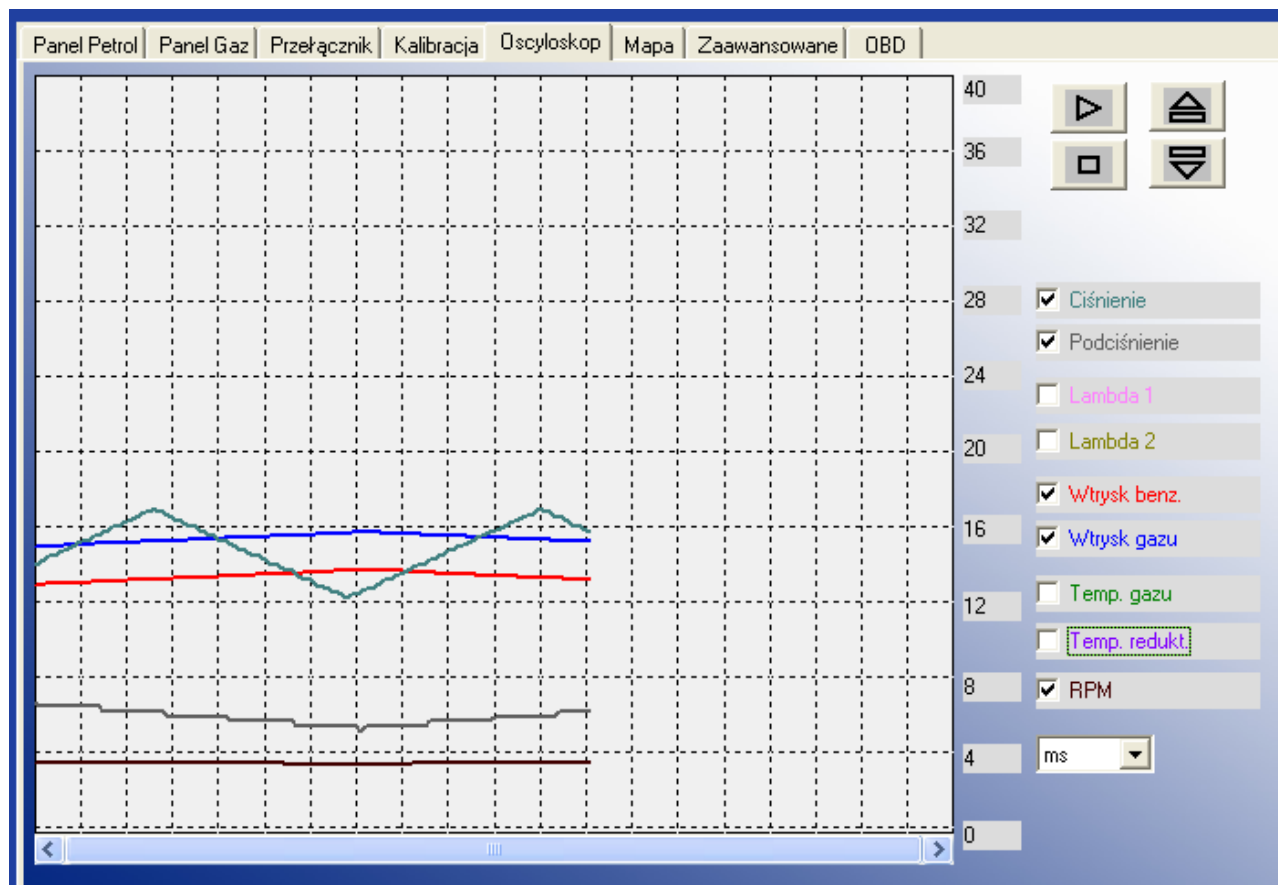 Panel Petrol Panel Gaz Przełącznik Kalibracja Oscyloskop Mapa Zaawansowane OBD
40
36
32
28
24
20
16
12
8
4
0
Ciśnienie
Podciśnienie
Lambda 1
Lambda 2
Wtrysk benz.
Wtrysk gazu
Temp. gazu
Temp. redukt.
RPM
ms